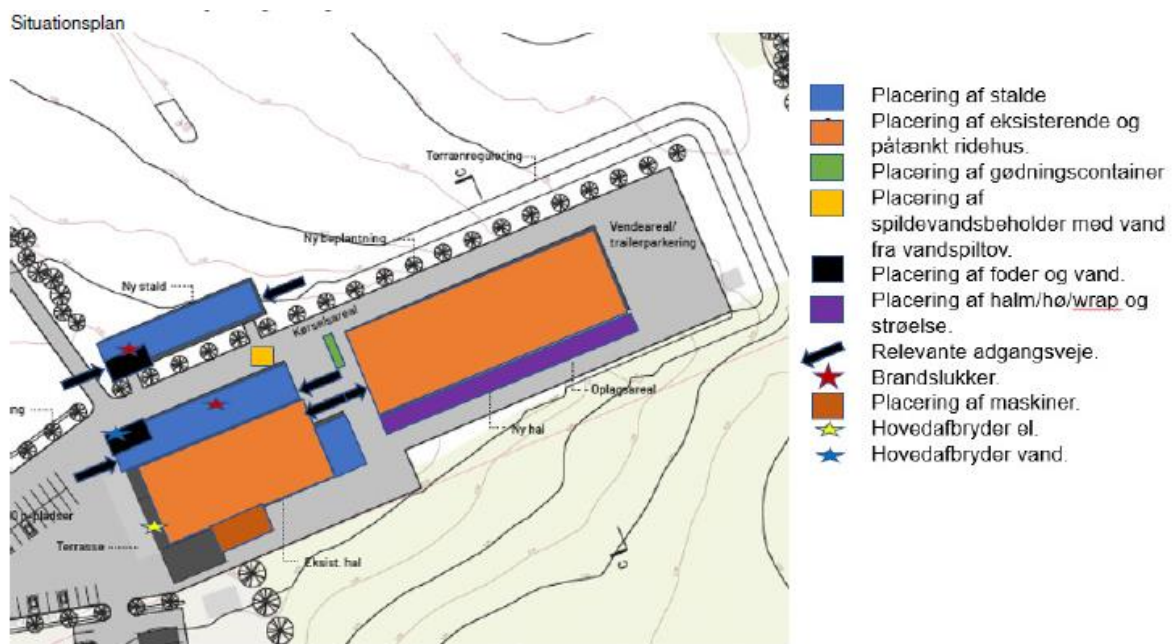 Situationsplan
Terrænregulering
Ny beplantning
Vendeareal/
trailerparkering
Ny stald
Kørselsareal
Oplagsareal
Ny hal
p-pladser
Terrasse
Eksist. hal
Placering af stalde
Placering af eksisterende og
påtænkt ridehus.
Placering af gødningscontainer
Placering af
spildevandsbeholder med vand
fra vandspiltov.
Placering af foder og vand.
Placering af halm/hø/wrap og
strøelse.
Relevante adgangsveje.
Brandslukker.
Placering af maskiner.
Hovedafbryder el.
Hovedafbryder vand.